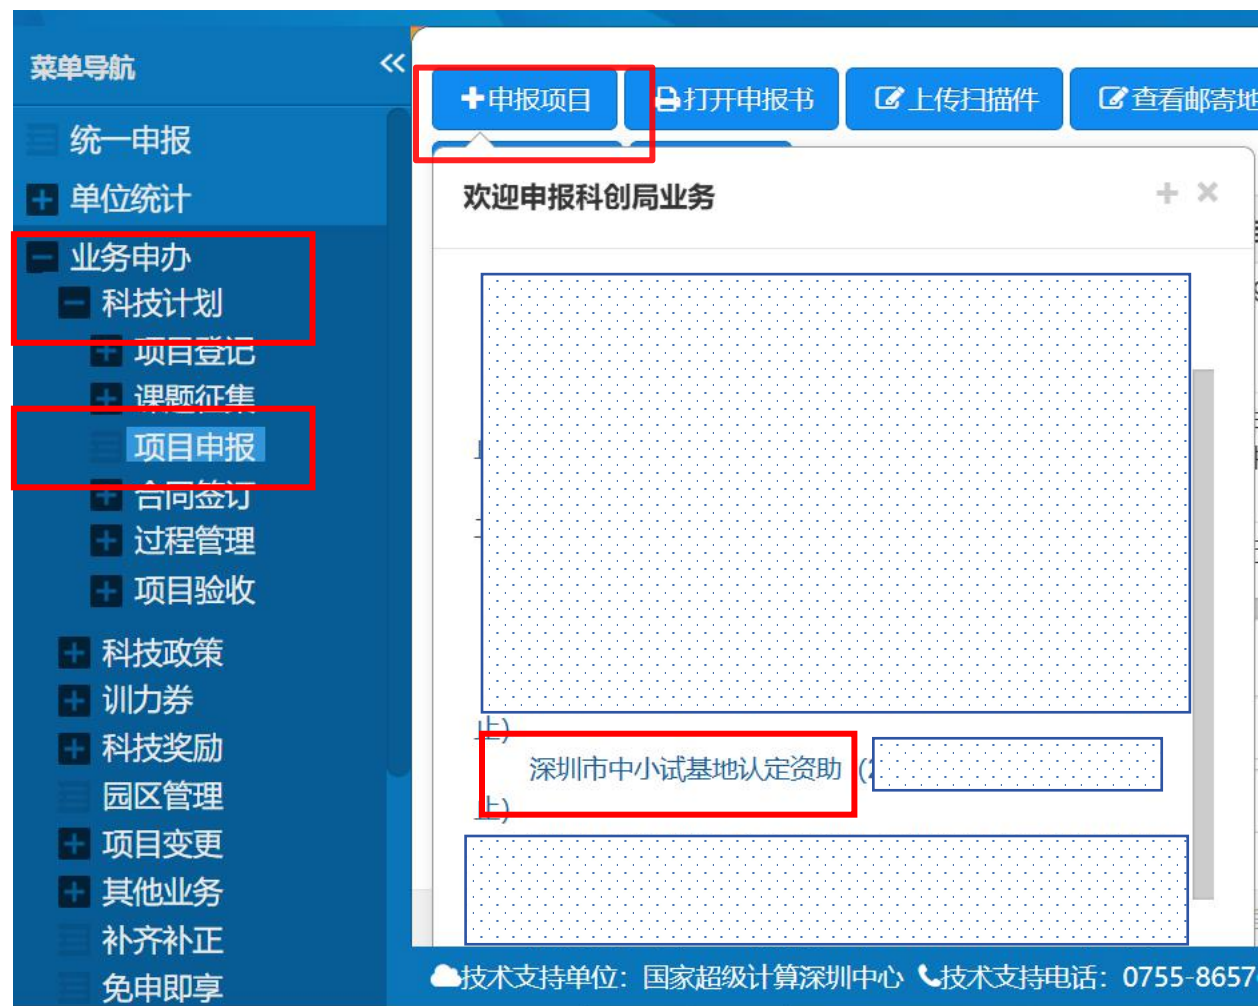 菜单导航
统一申报
单位统计
业务申办
科技计划
项目登记
课题征集
项目申报
合同签订
过程管理
项目验收
科技政策
训力券
科技奖励
园区管理
项目变更
其他业务
补齐补正
免申即享
申报项目 打开申报书 上传扫描件 查看邮寄地
欢迎申报科创局业务
止)
深圳市中小试基地认定资助 (2
止)
技术支持单位：国家超级计算深圳中心 技术支持电话：0755-8657